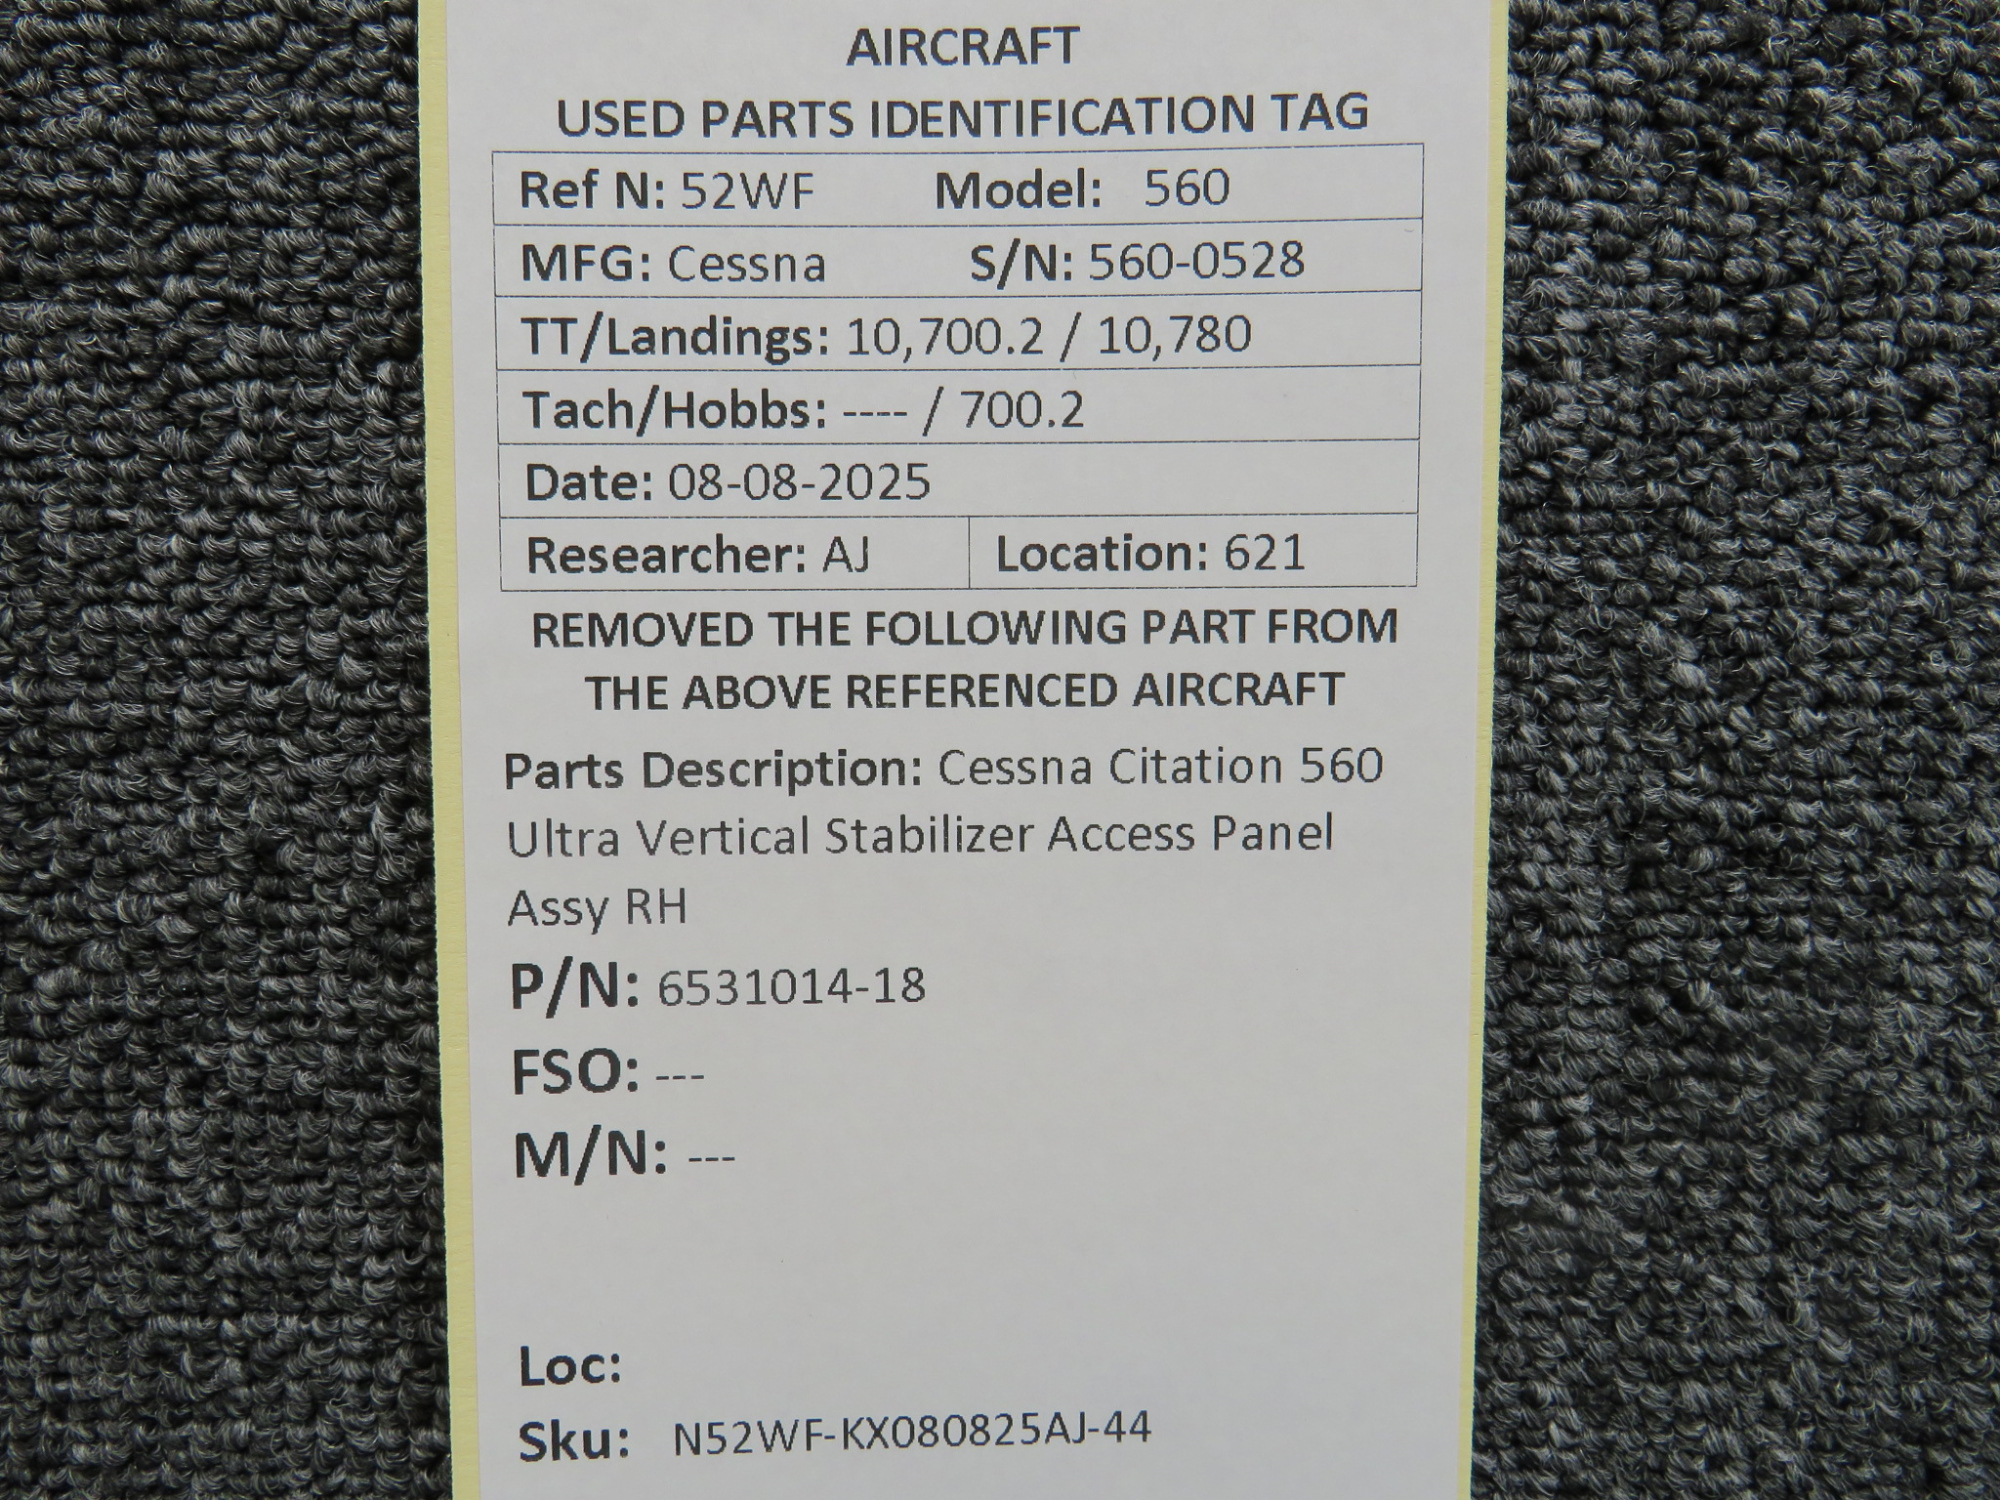 AIRCRAFT
USED PARTS IDENTIFICATION TAG
Ref N: 52WF Model: 560
MFG: Cessna S/N: 560-0528
TT/Landings: 10,700.2 / 10,780
Tach/Hobbs: ---- / 700.2
Date: 08-08-2025
Researcher: AJ Location: 621
REMOVED THE FOLLOWING PART FROM
THE ABOVE REFERENCED AIRCRAFT
Parts Description: Cessna Citation 560
Ultra Vertical Stabilizer Access Panel
Assy RH
P/N: 6531014-18
FSO: ---
M/N: ---
Loc:
Sku: N52WF-KX080825AJ-44